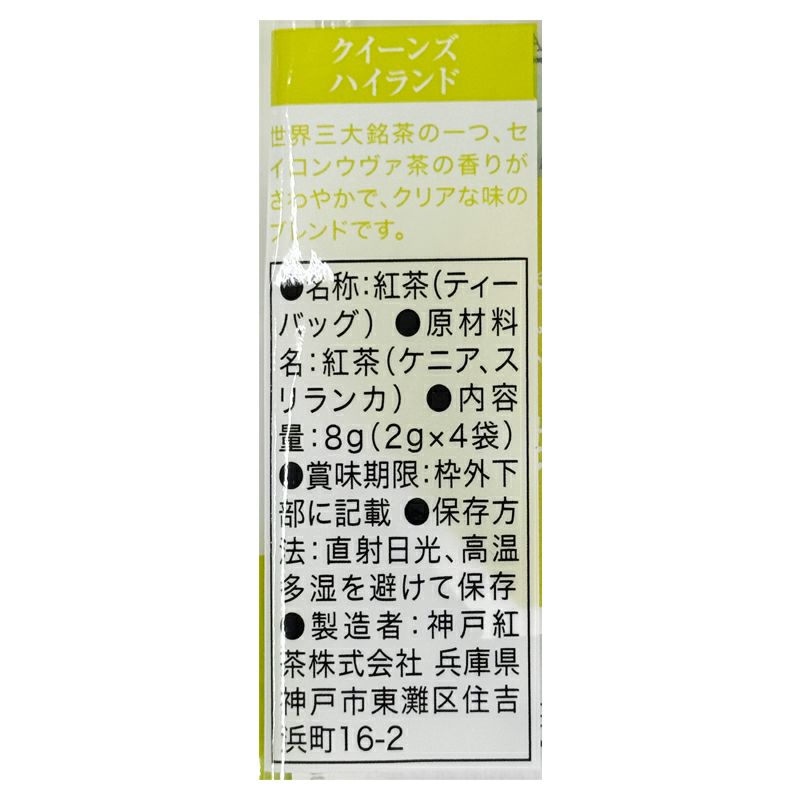 クイーンズ
ハイランド
世界三大銘茶の一つ、セ
イロンウヴァ茶の香りが
さわやかで、クリアな味の
ブレンドです。
●名称:紅茶(ティー
バッグ) ●原材料
名:紅茶(ケニア、ス
リランカ) ●内容
量:8g(2g×4袋)
●賞味期限:枠外下
部に記載 ●保存方
法:直射日光、高温
多湿を避けて保存
●製造者:神戸紅
茶株式会社 兵庫県
神戸市東灘区住吉
浜町16-2